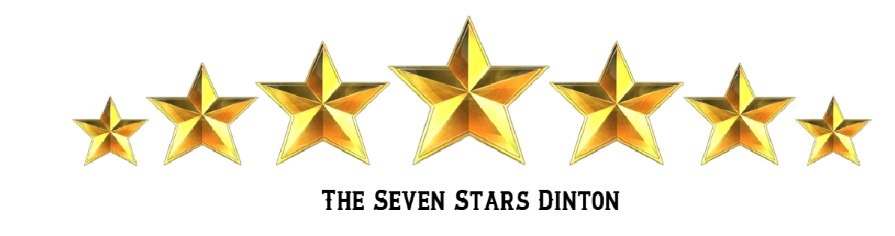 The Seven Stars Dinton